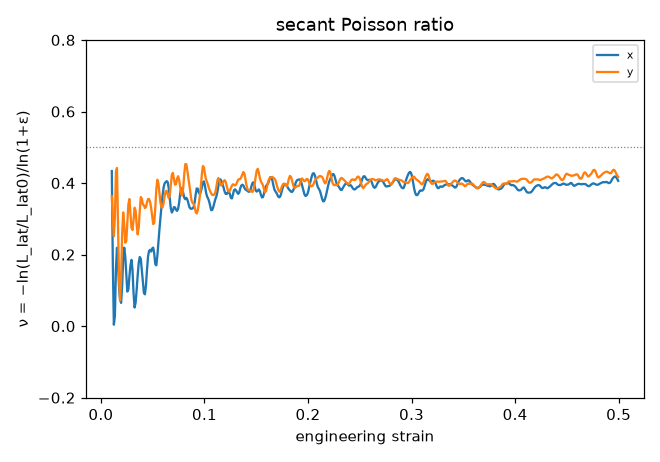 secant Poisson ratio
ν = −ln(L_lat/L_lat0)/ln(1+ε)
0.8
0.6
0.4
0.2
0.0
−0.2
x
y
0.0 0.1 0.2 0.3 0.4 0.5
engineering strain